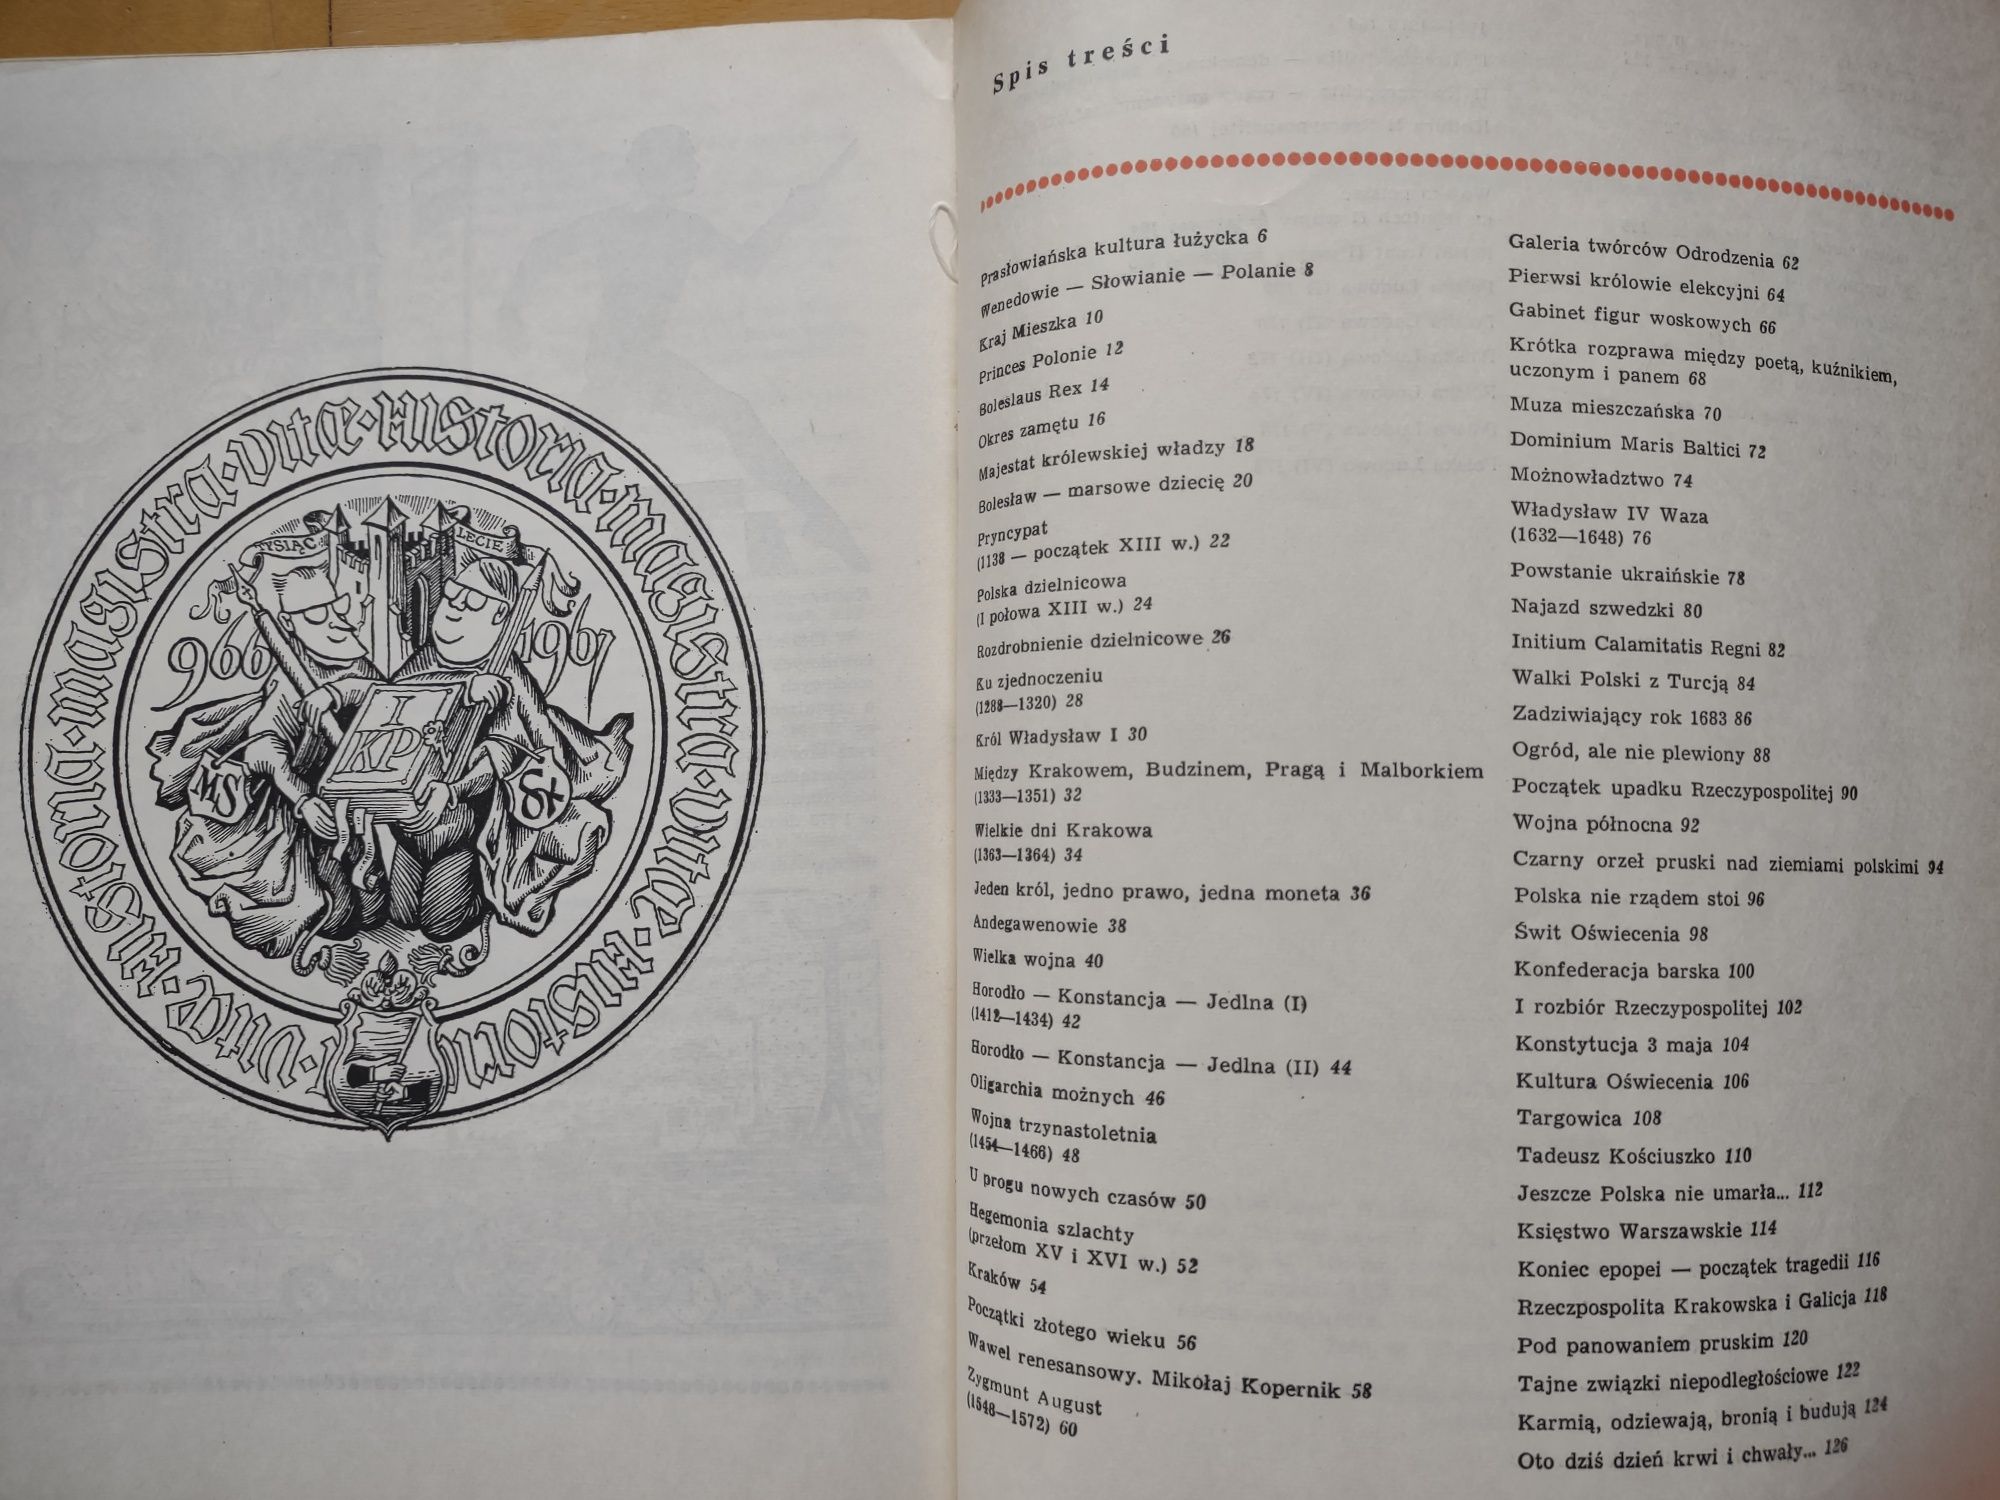 magistra · vitæ · Historia · magistra · vitæ · Histori
r · vitæ · Historia ·
TYSIĄC LECIE
966 1961
I
KP
MS
Spis treści
Prasłowiańska kultura łużycka 6
Wenedowie — Słowianie — Polanie 8
Kraj Mieszka 10
Princes Polonie 12
Boleslaus Rex 14
Okres zamętu 16
Majestat królewskiej władzy 18
Bolesław — marsowe dziecię 20
Pryncypat
(1138 — początek XIII w.) 22
Polska dzielnicowa
(I połowa XIII w.) 24
Rozdrobnienie dzielnicowe 26
Ku zjednoczeniu
(1288—1320) 28
Król Władysław I 30
Między Krakowem, Budzinem, Pragą i Malborkiem
(1333—1351) 32
Wielkie dni Krakowa
(1363—1364) 34
Jeden król, jedno prawo, jedna moneta 36
Andegawenowie 38
Wielka wojna 40
Horodło — Konstancja — Jedlna (I)
(1412—1434) 42
Horodło — Konstancja — Jedlna (II) 44
Oligarchia możnych 46
Wojna trzynastoletnia
(1454—1466) 48
U progu nowych czasów 50
Hegemonia szlachty
(przełom XV i XVI w.) 52
Kraków 54
Początki złotego wieku 56
Wawel renesansowy. Mikołaj Kopernik 58
Zygmunt August
(1548—1572) 60
Galeria twórców Odrodzenia 62
Pierwsi królowie elekcyjni 64
Gabinet figur woskowych 66
Krótka rozprawa między poetą, kuźnikiem,
uczonym i panem 68
Muza mieszczańska 70
Dominium Maris Baltici 72
Możnowładztwo 74
Władysław IV Waza
(1632—1648) 76
Powstanie ukraińskie 78
Najazd szwedzki 80
Initium Calamitatis Regni 82
Walki Polski z Turcją 84
Zadziwiający rok 1683 86
Ogród, ale nie plewiony 88
Początek upadku Rzeczypospolitej 90
Wojna północna 92
Czarny orzeł pruski nad ziemiami polskimi 94
Polska nie rządem stoi 96
Świt Oświecenia 98
Konfederacja barska 100
I rozbiór Rzeczypospolitej 102
Konstytucja 3 maja 104
Kultura Oświecenia 106
Targowica 108
Tadeusz Kościuszko 110
Jeszcze Polska nie umarła... 112
Księstwo Warszawskie 114
Koniec epopei — początek tragedii 116
Rzeczpospolita Krakowska i Galicja 118
Pod panowaniem pruskim 120
Tajne związki niepodległościowe 122
Karmią, odziewają, bronią i budują 124
Oto dziś dzień krwi i chwały... 126